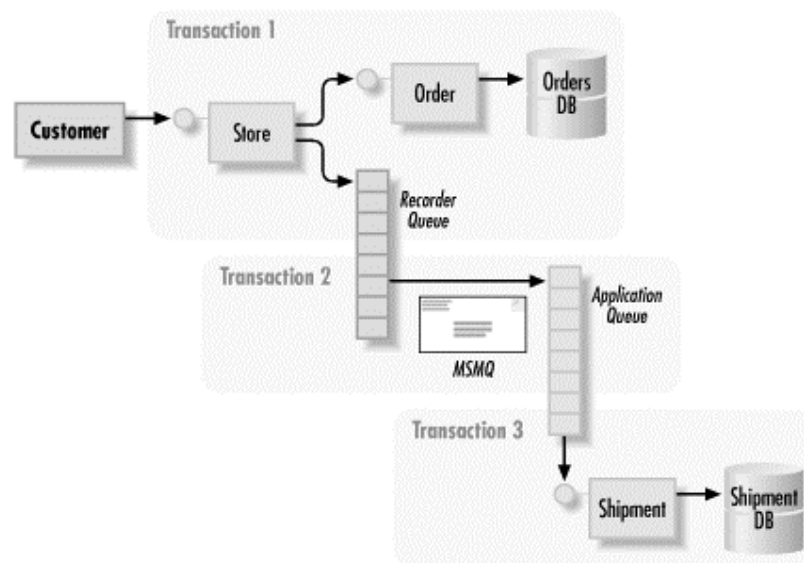 Transaction 1
Customer
Store
Order
Orders
DB
Recorder
Queue
Transaction 2
Application
Queue
MSMQ
Transaction 3
Shipment
Shipment
DB